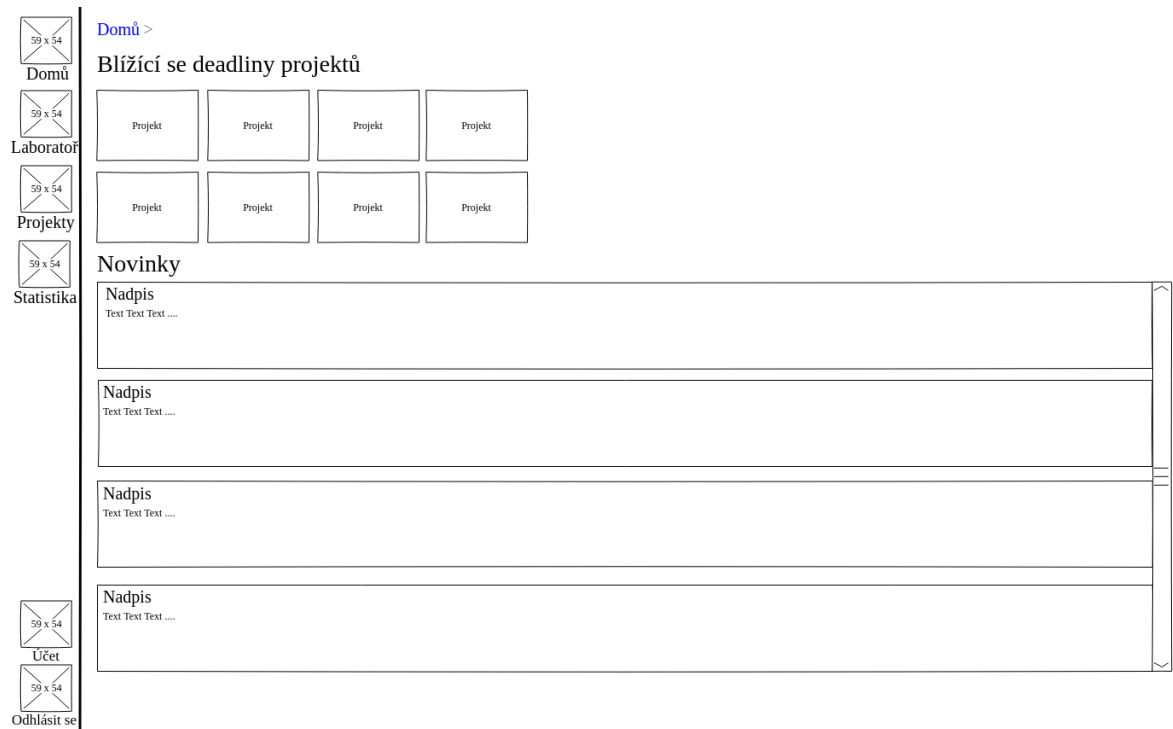 59 x 54
Domů
59 x 54
Laboratoř
59 x 54
Projekty
59 x 54
Statistika
59 x 54
Účet
59 x 54
Odhlásit se
Domů >
Blížící se deadliny projektů
Projekt Projekt Projekt Projekt
Projekt Projekt Projekt Projekt
Novinky
Nadpis
Text Text Text ....
Nadpis
Text Text Text ....
Nadpis
Text Text Text ....
Nadpis
Text Text Text ....